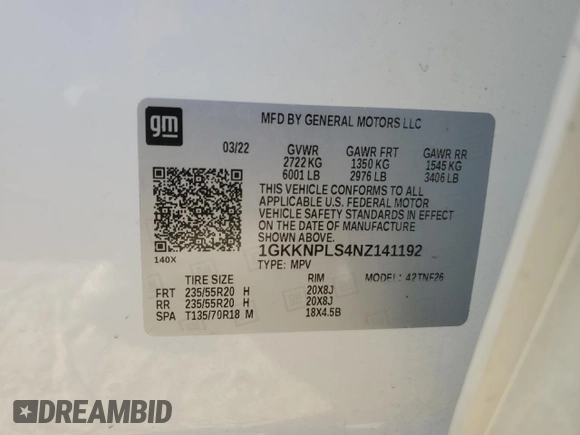 gm
MFD BY GENERAL MOTORS LLC
03/22 GVWR GAWR FRT GAWR RR
2722 KG 1350 KG 1545 KG
6001 LB 2976 LB 3406 LB
THIS VEHICLE CONFORMS TO ALL
APPLICABLE U.S. FEDERAL MOTOR
VEHICLE SAFETY STANDARDS IN EFFECT
ON THE DATE OF MANUFACTURE
SHOWN ABOVE.
140X 1GKKNPLS4NZ141192
TYPE: MPV MODEL: 42TNF26
TIRE SIZE RIM
FRT 235/55R20 H 20X8J
RR 235/55R20 H 20X8J
SPA T135/70R18 M 18X4.5B
DREAMBID